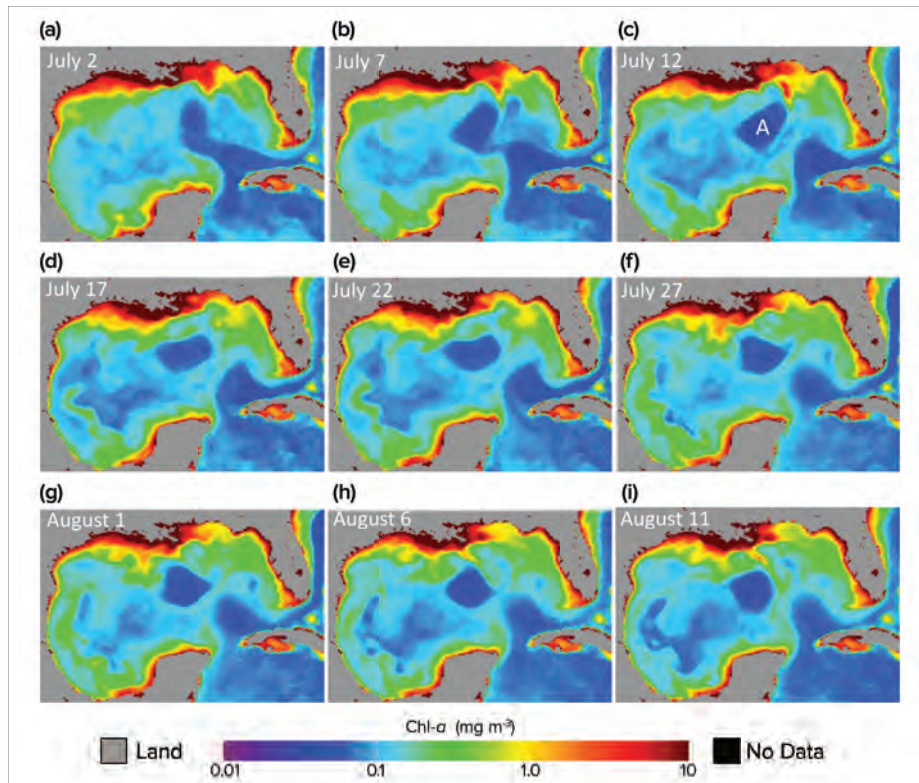 (a) (b) (c)
July 2 July 7 July 12
A
(d) (e) (f)
July 17 July 22 July 27
(g) (h) (i)
August 1 August 6 August 11
Chl-a (mg m⁻³)
Land No Data
0.01 0.1 1.0 10